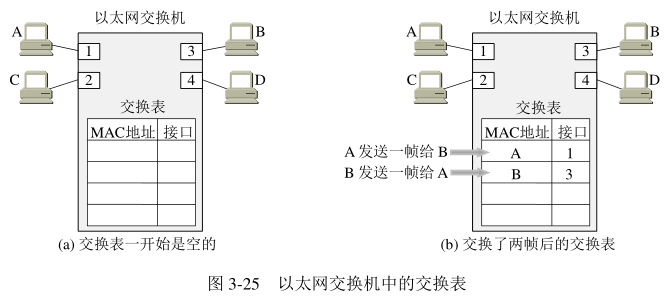 以太网交换机
A
1
3
B
C
2
4
D
交换表
MAC地址 接口
(a) 交换表一开始是空的
以太网交换机
A
1
3
B
C
2
4
D
交换表
MAC地址 接口
A 发送一帧给 B A 1
B 发送一帧给 A B 3
(b) 交换了两帧后的交换表
图 3-25 以太网交换机中的交换表